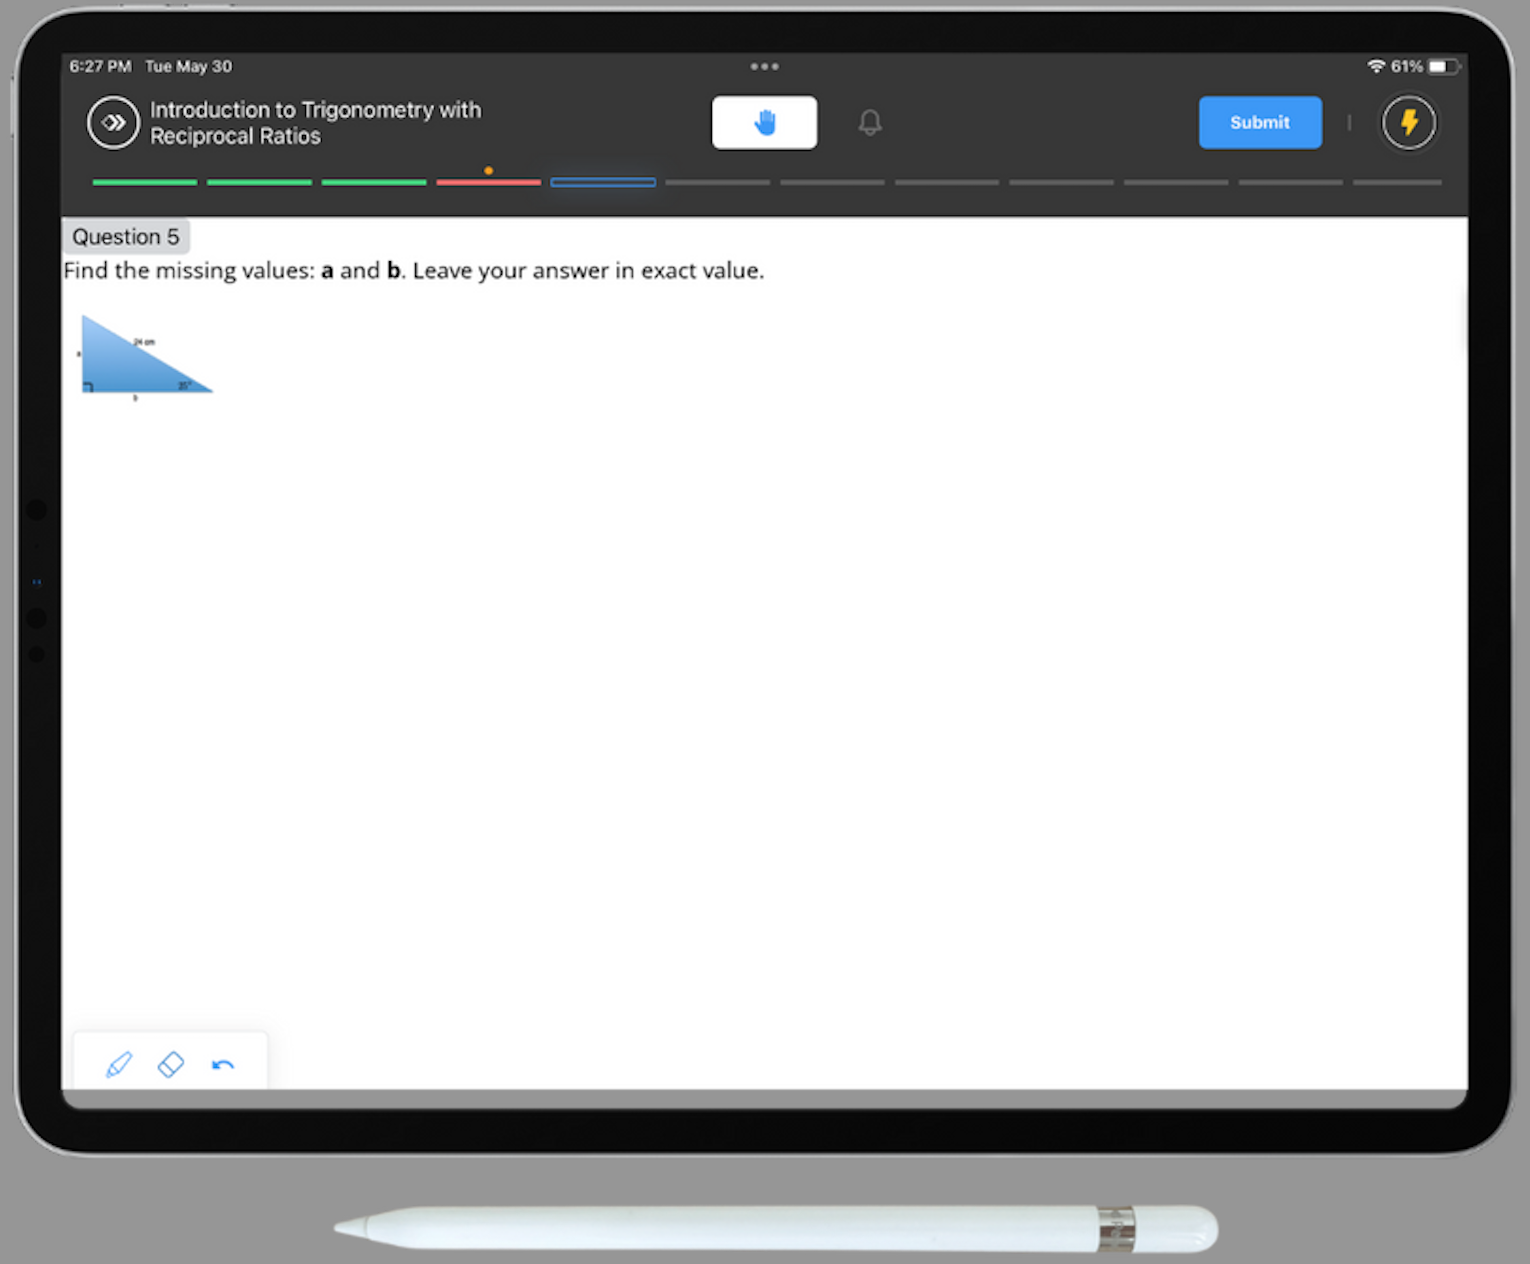 6:27 PM Tue May 30
61%
Introduction to Trigonometry with
Reciprocal Ratios
Submit
Question 5
Find the missing values: a and b. Leave your answer in exact value.
24 cm
a
b